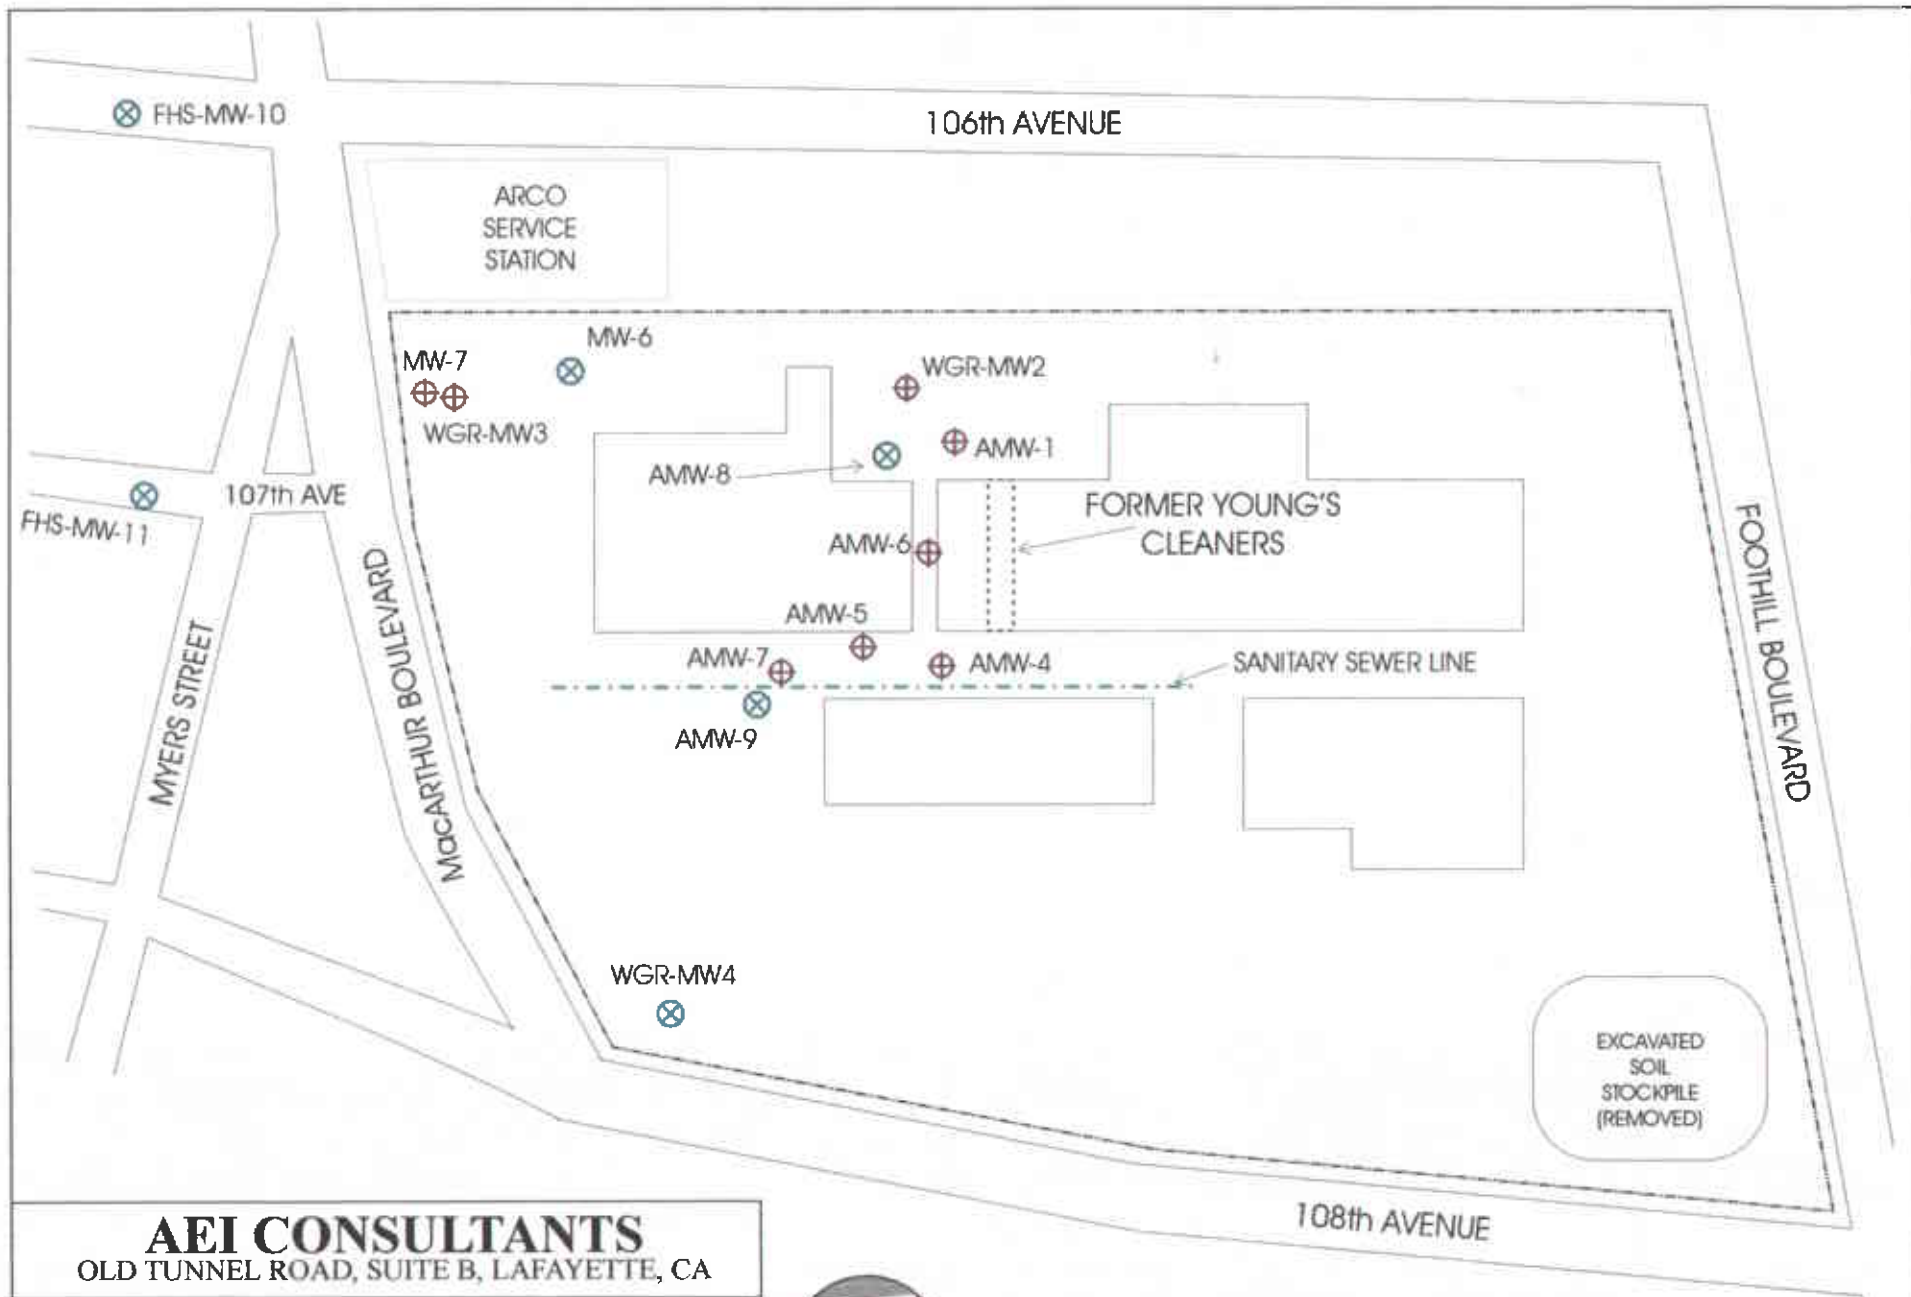 106th AVENUE
FHS-MW-10
ARCO
SERVICE
STATION
MW-6
MW-7
WGR-MW2
WGR-MW3
AMW-1
AMW-8
107th AVE
FHS-MW-11
FORMER YOUNG'S
CLEANERS
AMW-6
FOOTHILL BOULEVARD
MacARTHUR BOULEVARD
MYERS STREET
AMW-5
AMW-7
AMW-4
SANITARY SEWER LINE
AMW-9
WGR-MW4
EXCAVATED
SOIL
STOCKPILE
(REMOVED)
108th AVENUE
AEI CONSULTANTS
OLD TUNNEL ROAD, SUITE B, LAFAYETTE, CA